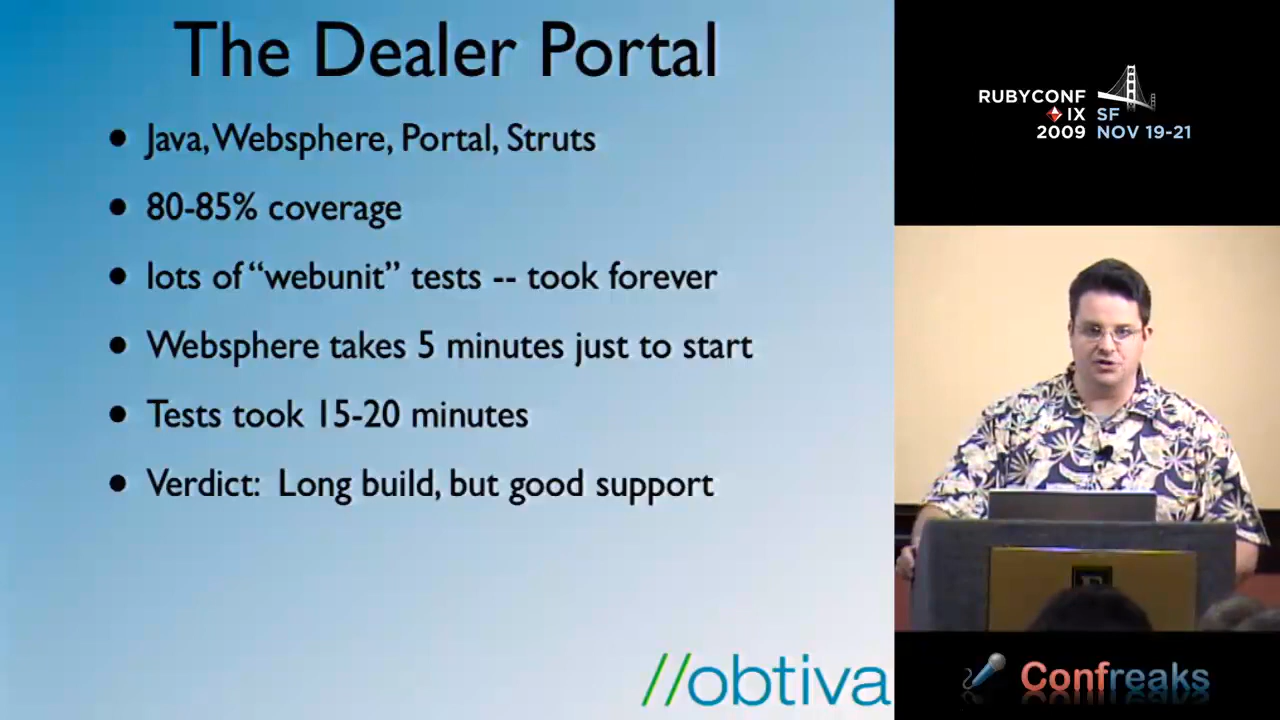 The Dealer Portal
• Java, Websphere, Portal, Struts
• 80-85% coverage
• lots of “webunit” tests -- took forever
• Websphere takes 5 minutes just to start
• Tests took 15-20 minutes
• Verdict:  Long build, but good support
//obtiva
RUBYCONF
IX SF
2009 NOV 19-21
Confreaks